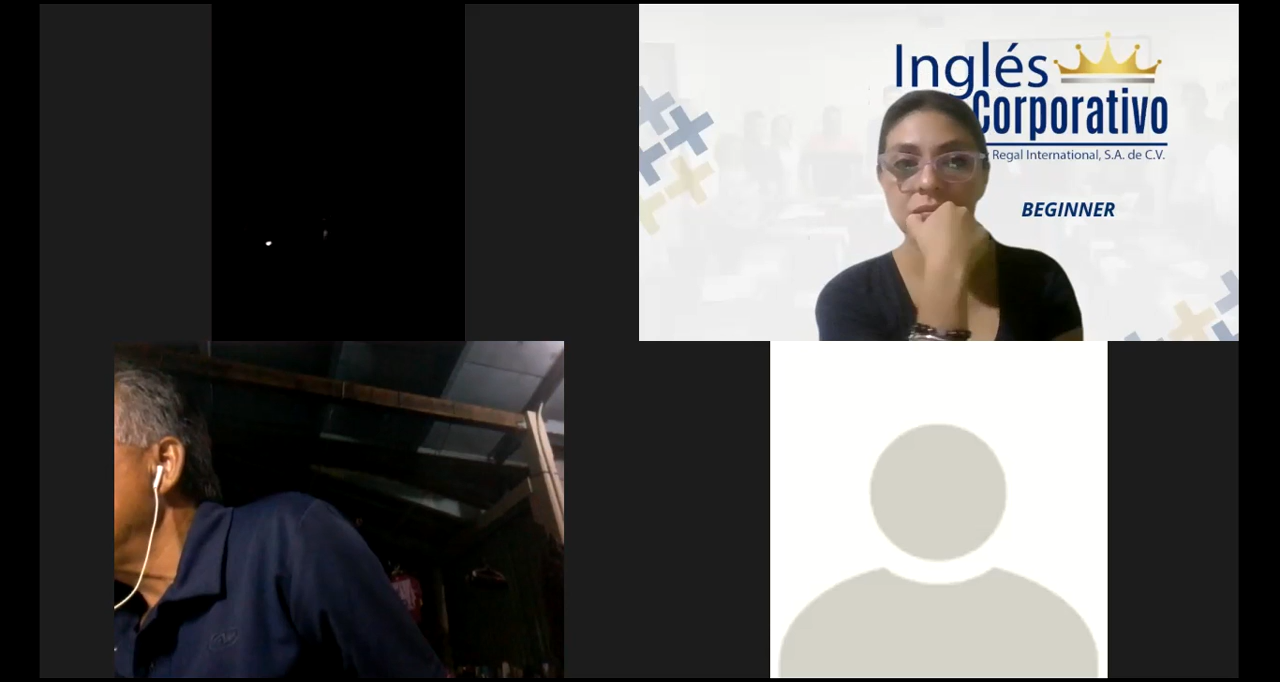 Inglés
Corporativo
Regal International, S.A. de C.V.
BEGINNER